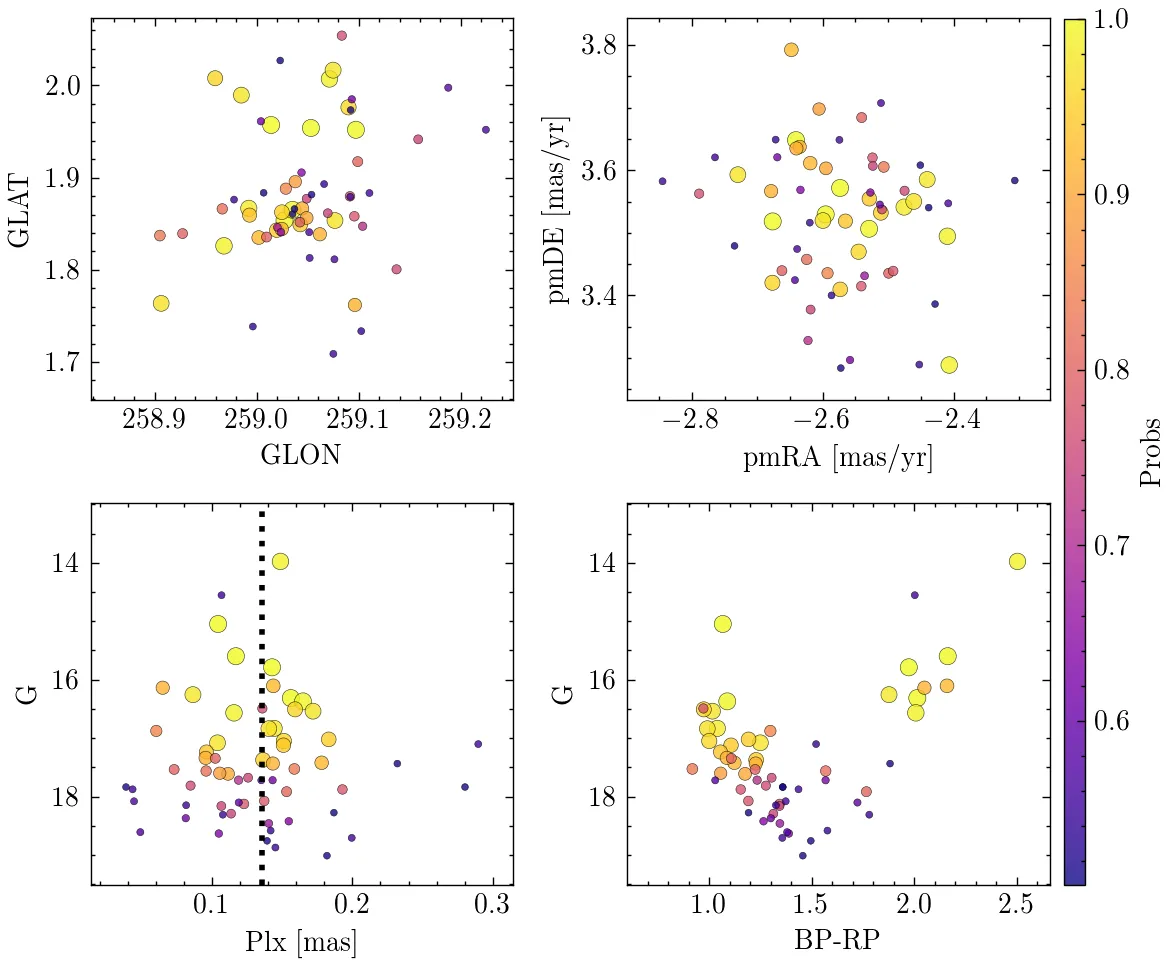 2.0
1.9
1.8
1.7
GLAT
258.9 259.0 259.1 259.2
GLON
3.8
3.6
3.4
pmDE [mas/yr]
−2.8 −2.6 −2.4
pmRA [mas/yr]
14
16
18
G
0.1 0.2 0.3
Plx [mas]
14
16
18
G
1.0 1.5 2.0 2.5
BP-RP
1.0
0.9
0.8
0.7
0.6
Probs